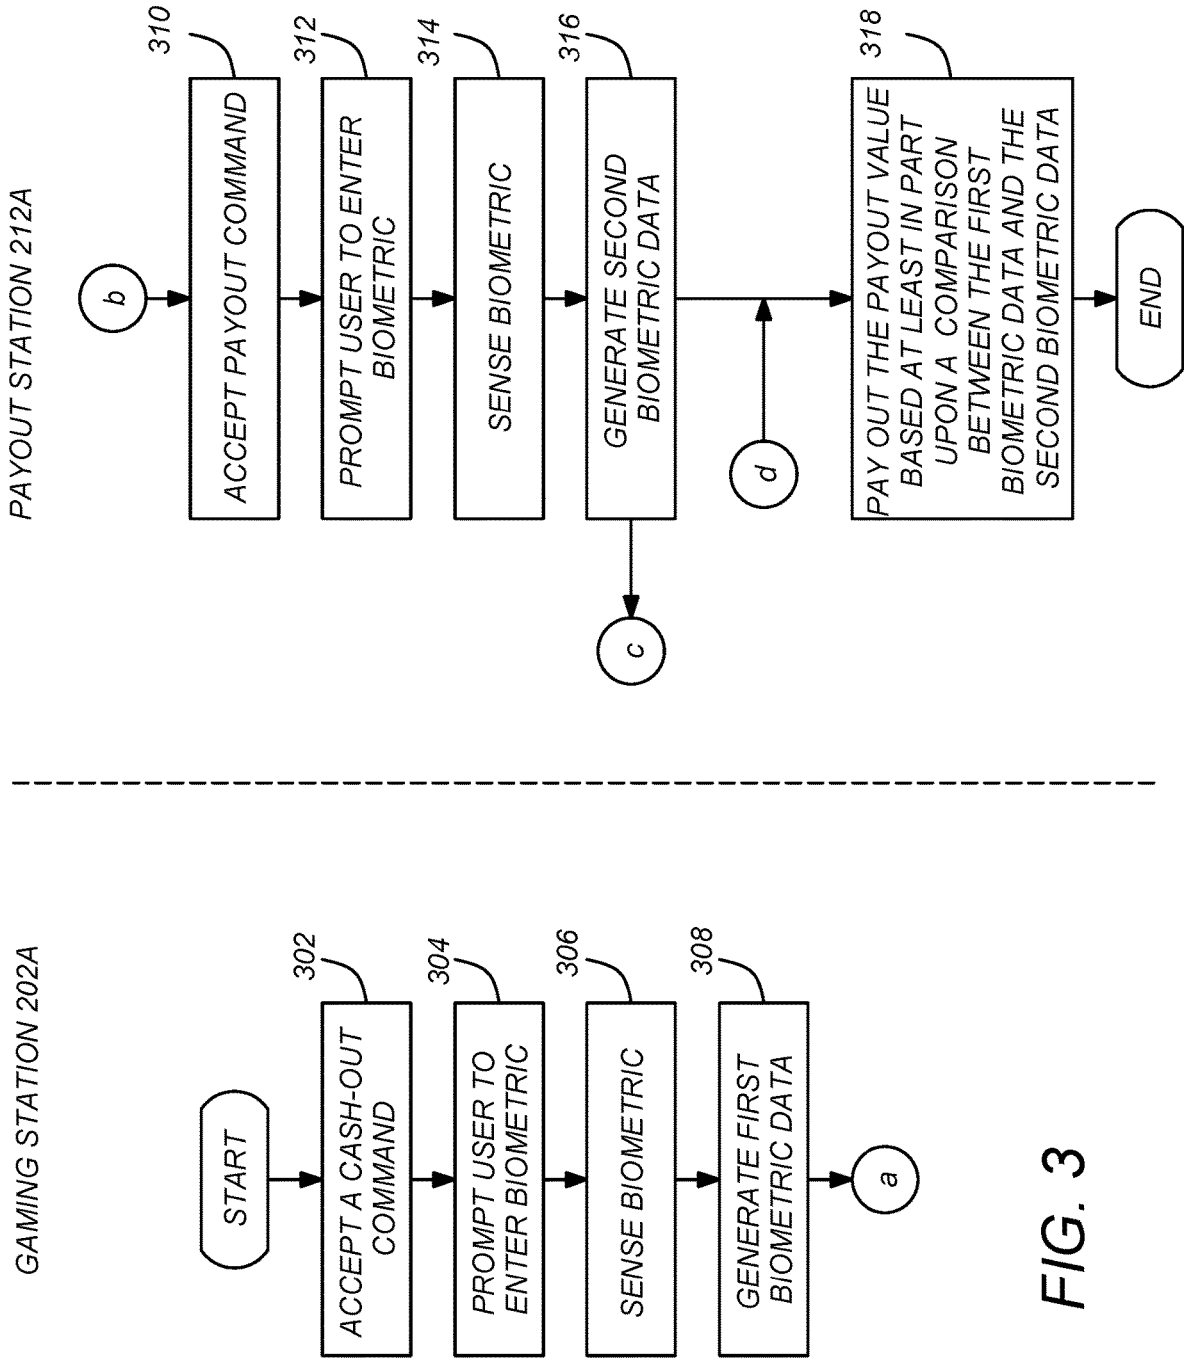 GAMING STATION 202A
START
302
ACCEPT A CASH-OUT
COMMAND
304
PROMPT USER TO
ENTER BIOMETRIC
306
SENSE BIOMETRIC
308
GENERATE FIRST
BIOMETRIC DATA
a
PAYOUT STATION 212A
b
310
ACCEPT PAYOUT COMMAND
312
PROMPT USER TO ENTER
BIOMETRIC
314
SENSE BIOMETRIC
316
GENERATE SECOND
BIOMETRIC DATA
c
d
318
PAY OUT THE PAYOUT VALUE
BASED AT LEAST IN PART
UPON A COMPARISON
BETWEEN THE FIRST
BIOMETRIC DATA AND THE
SECOND BIOMETRIC DATA
END
FIG. 3